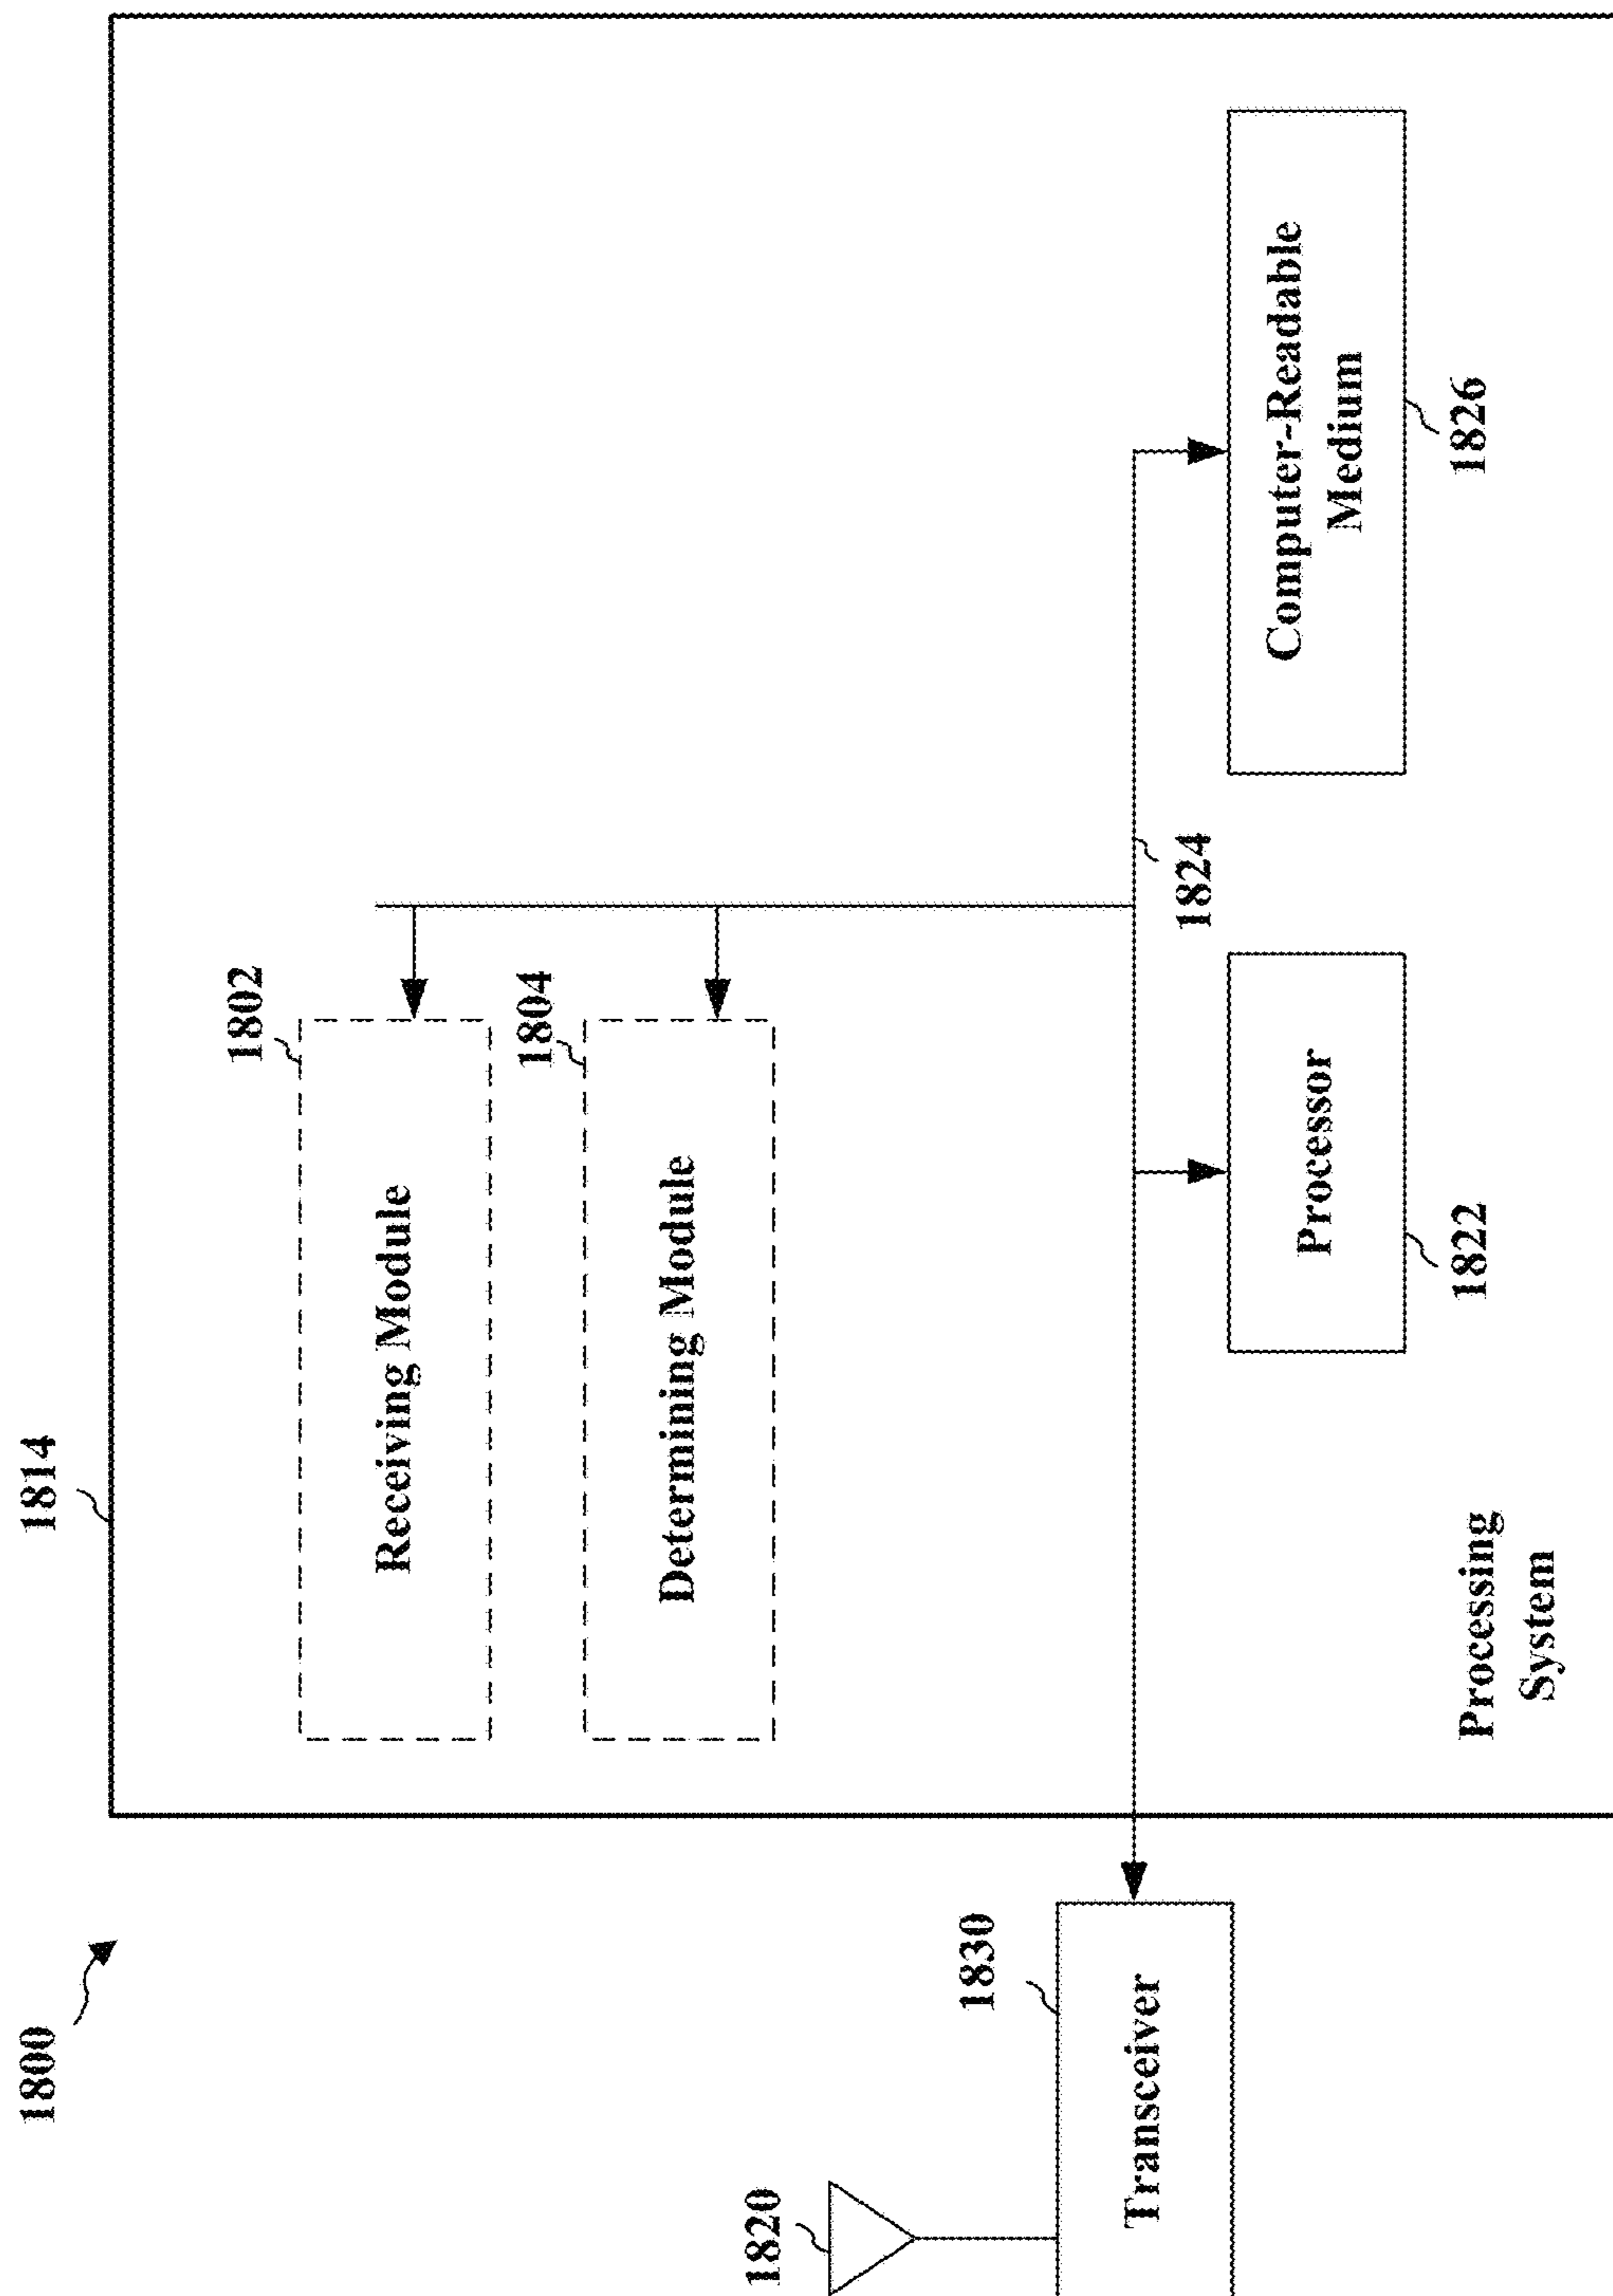 1800
1814
1802
Receiving Module
1804
Determining Module
1820
1830
Transceiver
1824
Processor
1822
Computer-Readable
Medium
1826
Processing
System